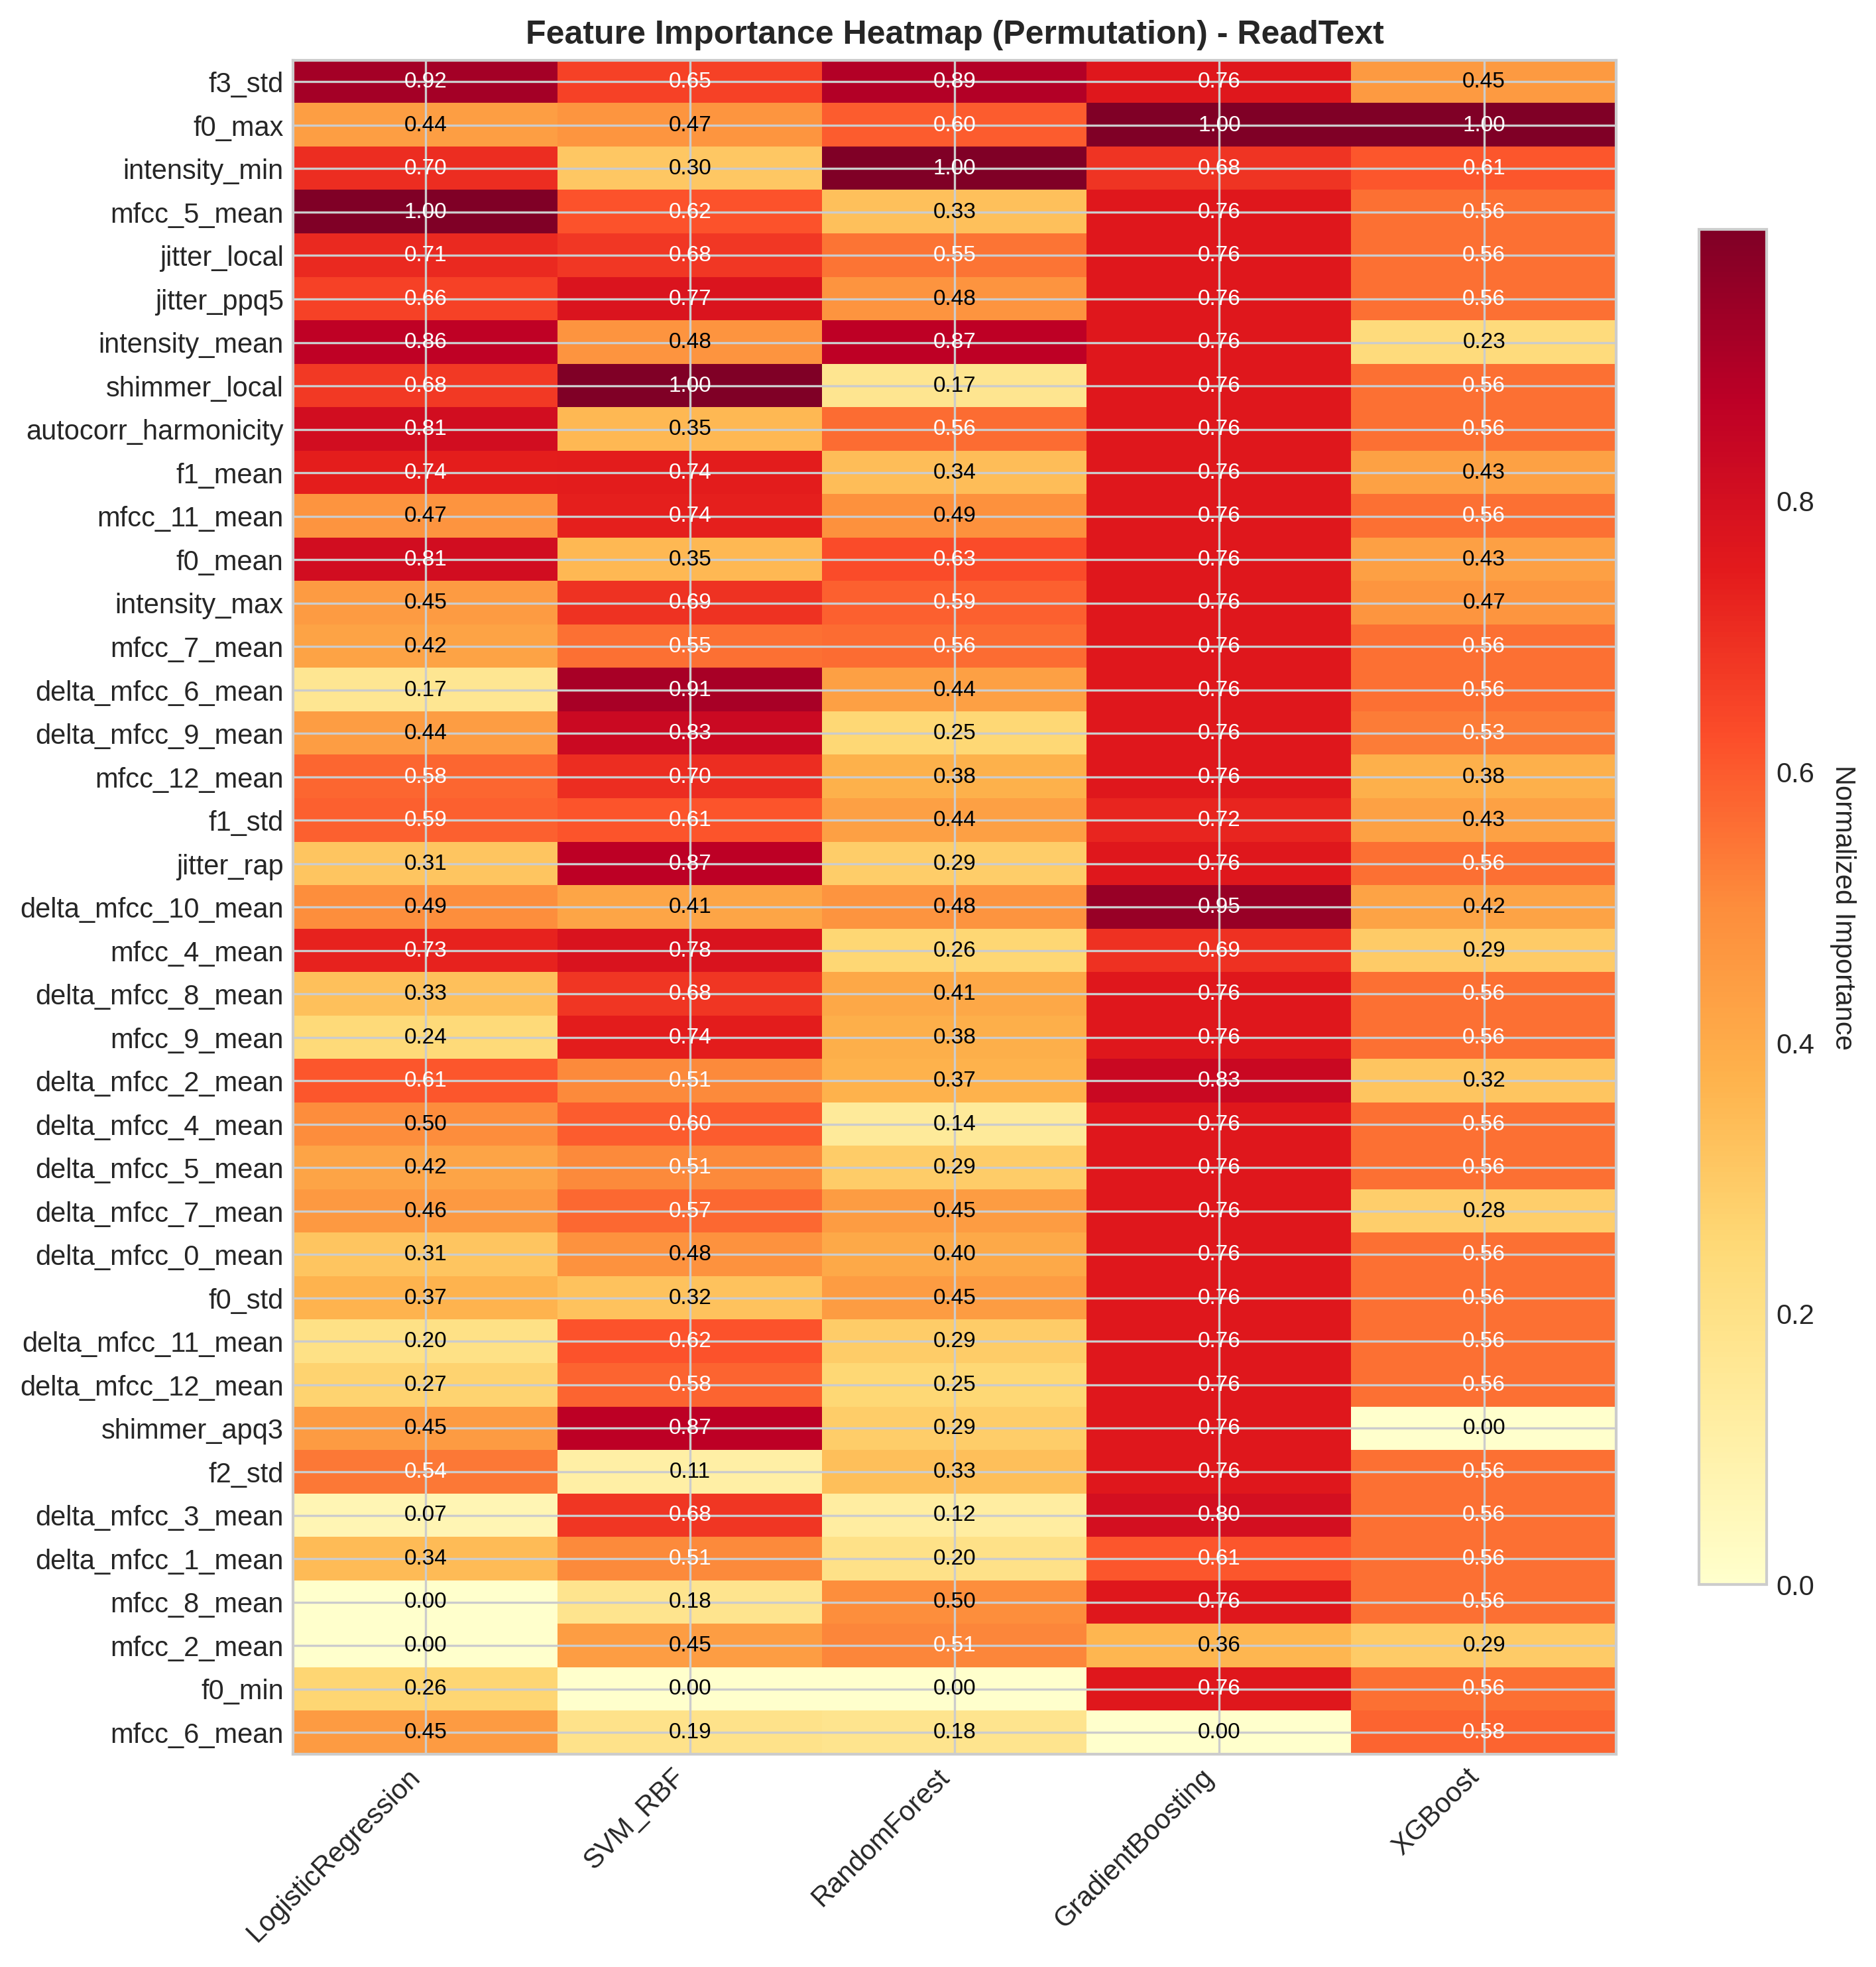 Feature Importance Heatmap (Permutation) - ReadText
f3_std 0.92 0.65 0.89 0.76 0.45
f0_max 0.44 0.47 0.60 1.00 1.00
intensity_min 0.70 0.30 1.00 0.68 0.61
mfcc_5_mean 1.00 0.62 0.33 0.76 0.56
jitter_local 0.71 0.68 0.55 0.76 0.56
jitter_ppq5 0.66 0.77 0.48 0.76 0.56
intensity_mean 0.86 0.48 0.87 0.76 0.23
shimmer_local 0.68 1.00 0.17 0.76 0.56
autocorr_harmonicity 0.81 0.35 0.56 0.76 0.56
f1_mean 0.74 0.74 0.34 0.76 0.43
mfcc_11_mean 0.47 0.74 0.49 0.76 0.56
f0_mean 0.81 0.35 0.63 0.76 0.43
intensity_max 0.45 0.69 0.59 0.76 0.47
mfcc_7_mean 0.42 0.55 0.56 0.76 0.56
delta_mfcc_6_mean 0.17 0.91 0.44 0.76 0.56
delta_mfcc_9_mean 0.44 0.83 0.25 0.76 0.53
mfcc_12_mean 0.58 0.70 0.38 0.76 0.38
f1_std 0.59 0.61 0.44 0.72 0.43
jitter_rap 0.31 0.87 0.29 0.76 0.56
delta_mfcc_10_mean 0.49 0.41 0.48 0.95 0.42
mfcc_4_mean 0.73 0.78 0.26 0.69 0.29
delta_mfcc_8_mean 0.33 0.68 0.41 0.76 0.56
mfcc_9_mean 0.24 0.74 0.38 0.76 0.56
delta_mfcc_2_mean 0.61 0.51 0.37 0.83 0.32
delta_mfcc_4_mean 0.50 0.60 0.14 0.76 0.56
delta_mfcc_5_mean 0.42 0.51 0.29 0.76 0.56
delta_mfcc_7_mean 0.46 0.57 0.45 0.76 0.28
delta_mfcc_0_mean 0.31 0.48 0.40 0.76 0.56
f0_std 0.37 0.32 0.45 0.76 0.56
delta_mfcc_11_mean 0.20 0.62 0.29 0.76 0.56
delta_mfcc_12_mean 0.27 0.58 0.25 0.76 0.56
shimmer_apq3 0.45 0.87 0.29 0.76 0.00
f2_std 0.54 0.11 0.33 0.76 0.56
delta_mfcc_3_mean 0.07 0.68 0.12 0.80 0.56
delta_mfcc_1_mean 0.34 0.51 0.20 0.61 0.56
mfcc_8_mean 0.00 0.18 0.50 0.76 0.56
mfcc_2_mean 0.00 0.45 0.51 0.36 0.29
f0_min 0.26 0.00 0.00 0.76 0.56
mfcc_6_mean 0.45 0.19 0.18 0.00 0.58
LogisticRegression SVM_RBF RandomForest GradientBoosting XGBoost
0.8
0.6
0.4
0.2
0.0
Normalized Importance